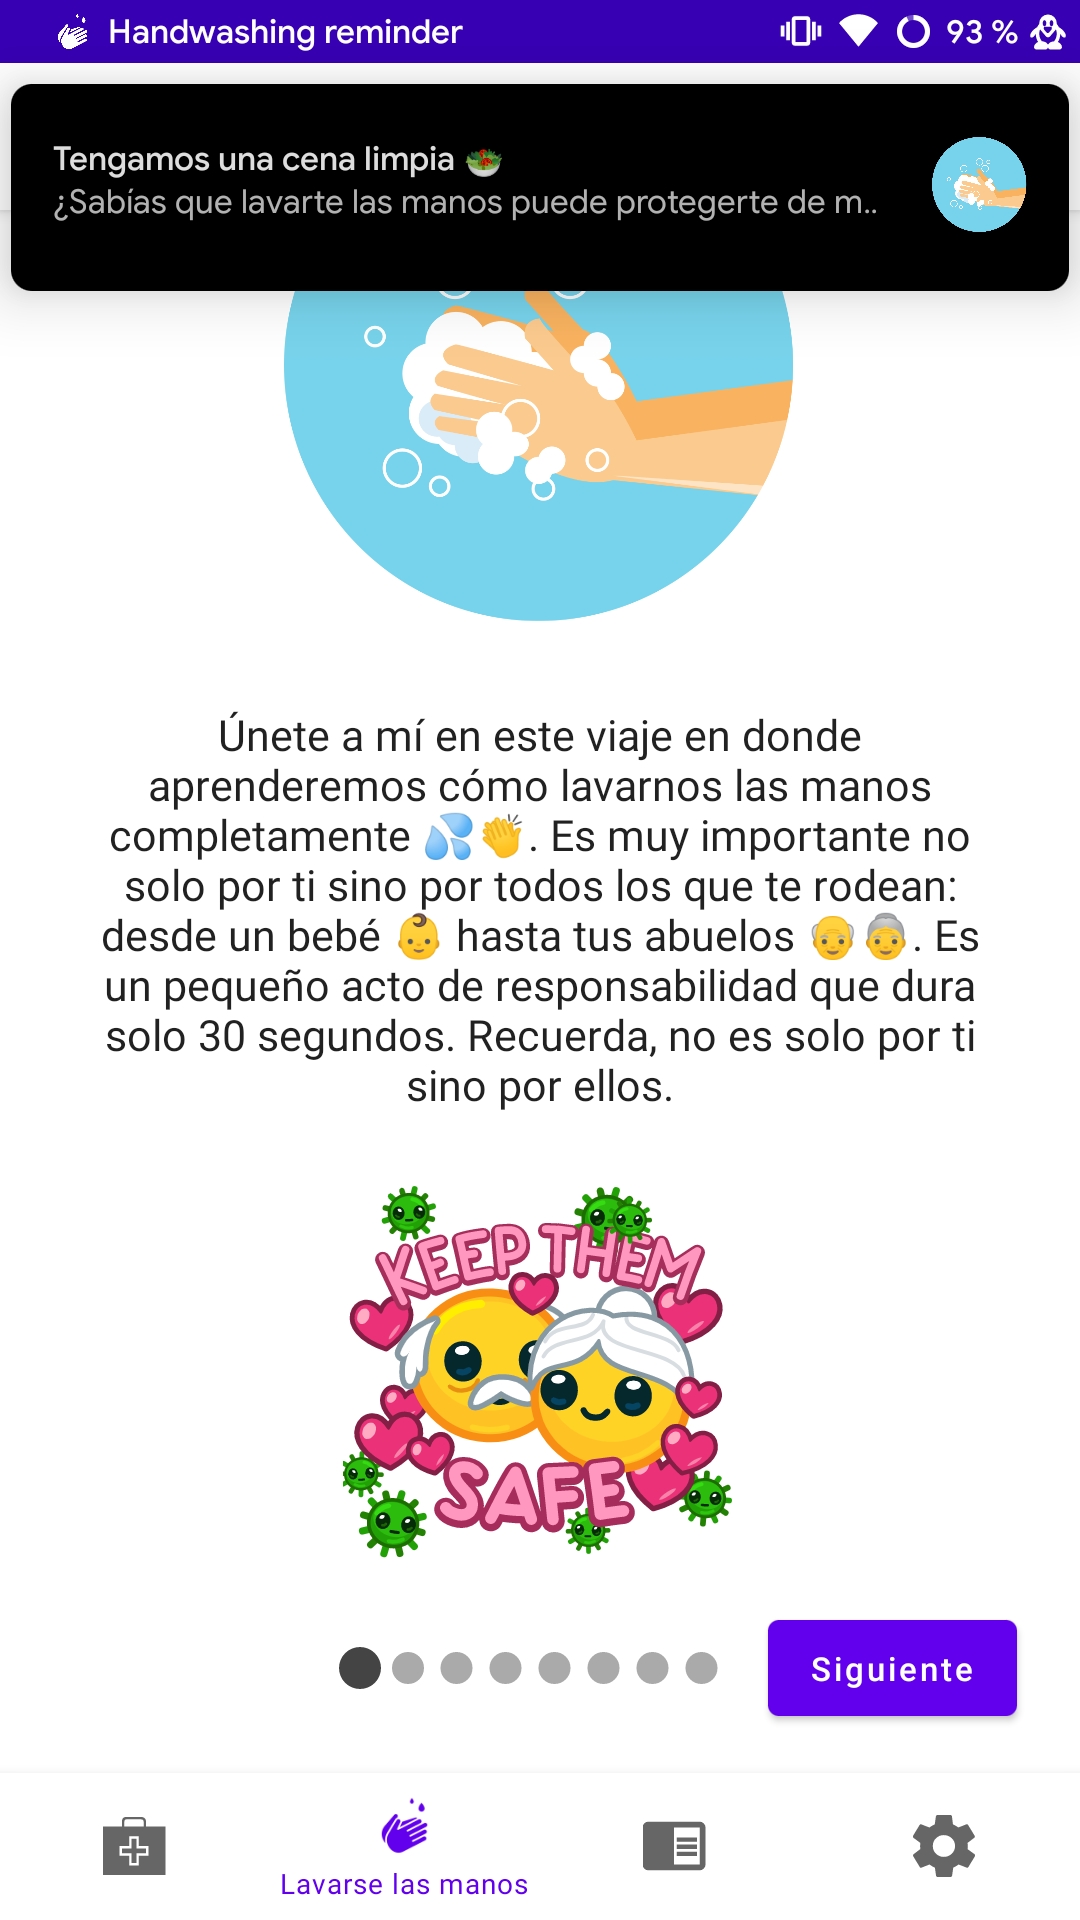 Handwashing reminder
93 %
Tengamos una cena limpia 🥗
¿Sabías que lavarte las manos puede protegerte de m..
Únete a mí en este viaje en donde
aprenderemos cómo lavarnos las manos
completamente 💦👏. Es muy importante no
solo por ti sino por todos los que te rodean:
desde un bebé 👶 hasta tus abuelos 👴👵. Es
un pequeño acto de responsabilidad que dura
solo 30 segundos. Recuerda, no es solo por ti
sino por ellos.
KEEP THEM
SAFE
Siguiente
Lavarse las manos